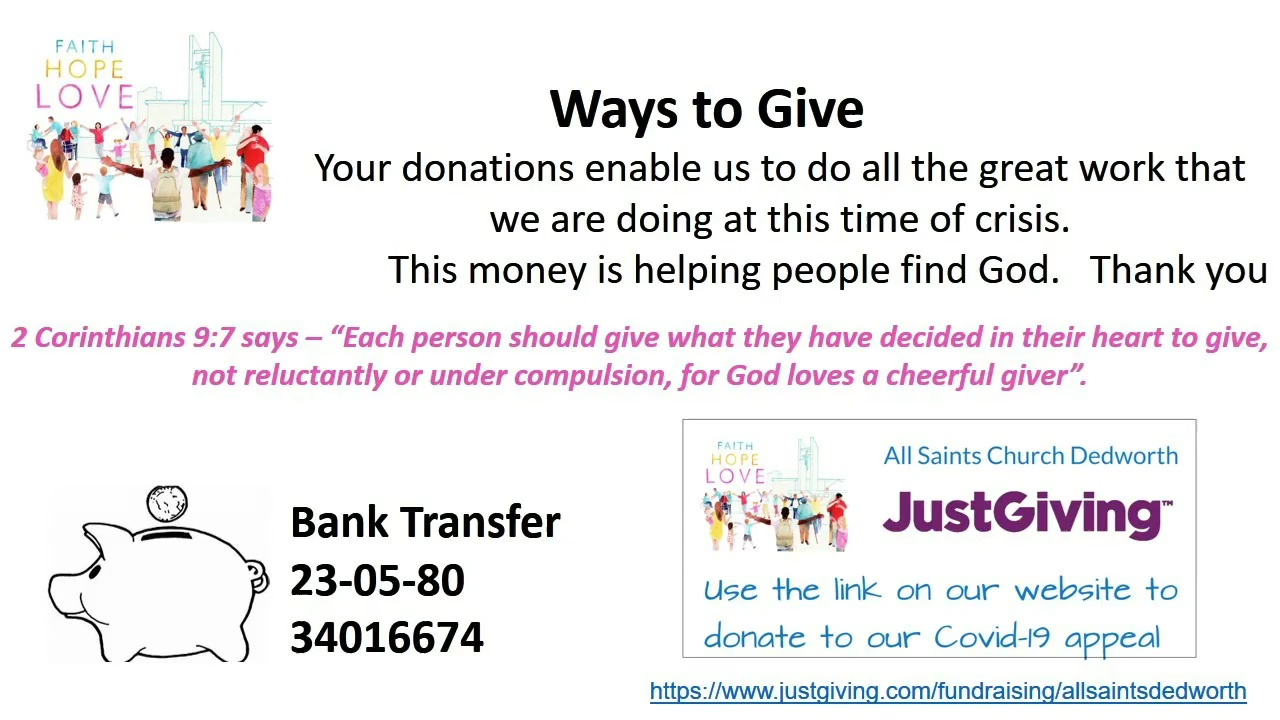 FAITH
HOPE
LOVE
Ways to Give
Your donations enable us to do all the great work that
we are doing at this time of crisis.
This money is helping people find God.   Thank you
2 Corinthians 9:7 says – “Each person should give what they have decided in their heart to give,
not reluctantly or under compulsion, for God loves a cheerful giver”.
Bank Transfer
23-05-80
34016674
FAITH
HOPE
LOVE
All Saints Church Dedworth
JustGiving™
Use the link on our website to
donate to our Covid-19 appeal
https://www.justgiving.com/fundraising/allsaintsdedworth